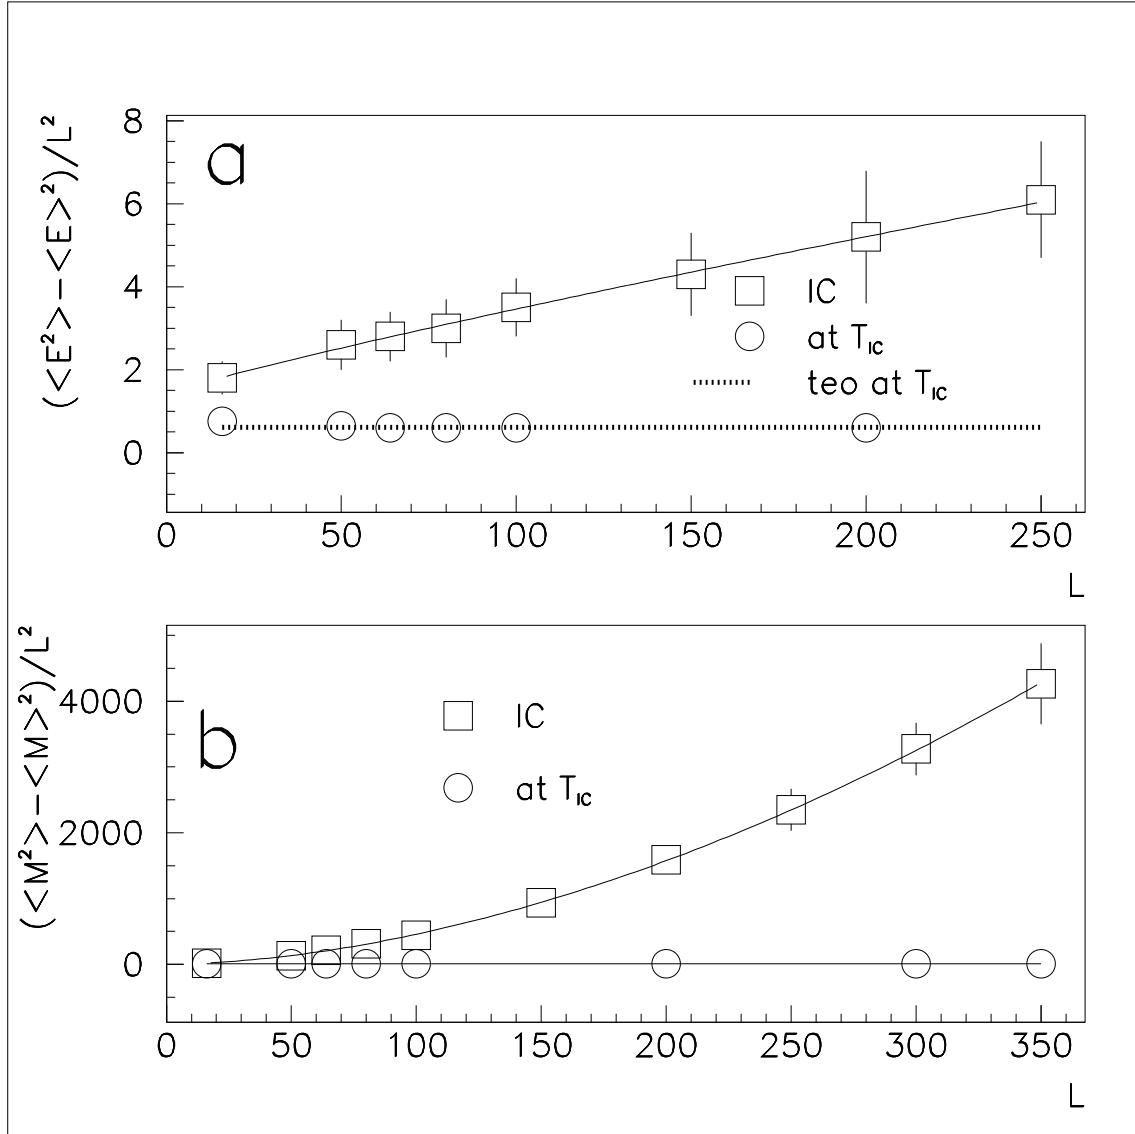 (<E²>−<E>²)/L²
a
8
6
4
2
0
IC
at T_IC
teo at T_IC
0 50 100 150 200 250
L
(<M²>−<M>²)/L²
b
4000
2000
0
IC
at T_IC
0 50 100 150 200 250 300 350
L